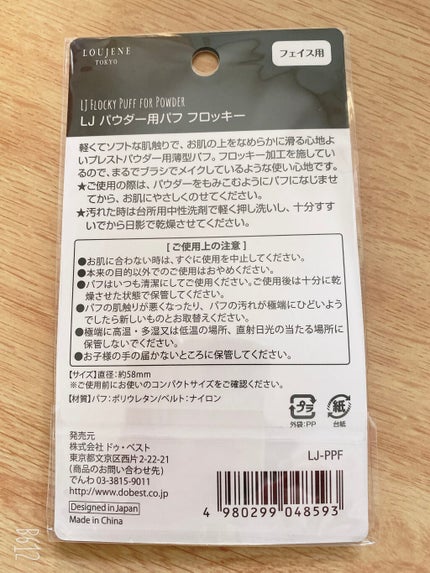 LOUJENE
TOKYO
フェイス用
LJ FLOCKY PUFF FOR POWDER
LJ パウダー用パフ フロッキー
軽くてソフトな肌触りで、お肌の上をなめらかに滑る心地よ
いプレストパウダー用薄型パフ。フロッキー加工を施している
ので、まるでブラシでメイクしているような使い心地です。
★ご使用の際は、パウダーをもみこむようにパフになじませ
てから、お肌にやさしくのせてください。
★汚れた時は台所用中性洗剤で軽く押し洗いし、十分すす
いでから日影で乾燥させてください。
【ご使用上の注意】
●お肌に合わない時は、すぐに使用を中止してください。
●本来の目的以外でのご使用はおやめください。
●パフはいつも清潔にしてご使用ください。ご使用後は十分に乾
燥させた状態で保管してください。
●パフの肌触りが悪くなったり、パフの汚れが極端にひどいよう
でしたら新しいものとお取替えください。
●極端に高温・多湿又は低温の場所、直射日光の当たる場所に
保管しないでください。
●お子様の手の届かないところに保管してください。
【サイズ】直径:約58mm
※ご使用前にお使いのコンパクトサイズをご確認ください。
【材質】パフ:ポリウレタン/ベルト:ナイロン
プラ
外袋:PP
紙
台紙
発売元
株式会社 ドゥ・ベスト
東京都文京区西片2-22-21
(商品のお問い合わせ先)
でんわ 03-3815-9011
http://www.dobest.co.jp
Designed in Japan
Made in China
LJ-PPF
4 980299 048593
B612